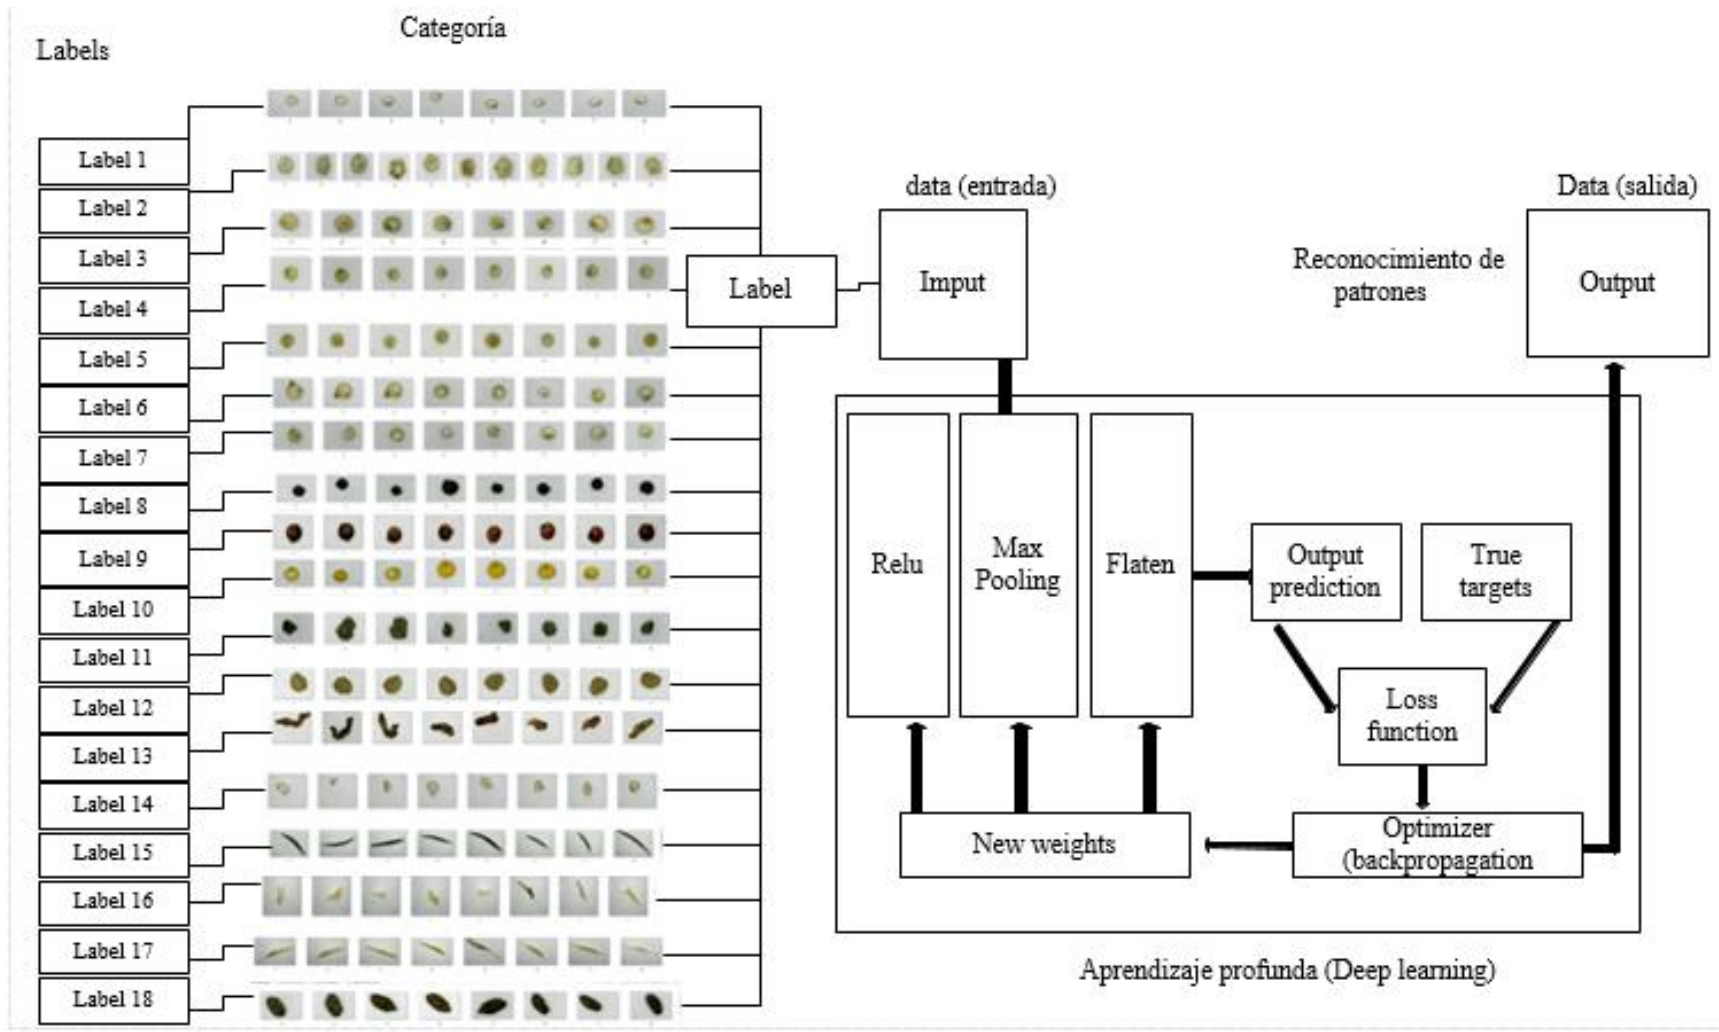 Categoría
Labels
Label 1
Label 2
Label 3
Label 4
Label 5
Label 6
Label 7
Label 8
Label 9
Label 10
Label 11
Label 12
Label 13
Label 14
Label 15
Label 16
Label 17
Label 18
Label
data (entrada)
Imput
Data (salida)
Reconocimiento de
patrones
Output
Relu
Max
Pooling
Flaten
Output
prediction
True
targets
Loss
function
New weights
Optimizer
(backpropagation
Aprendizaje profunda (Deep learning)